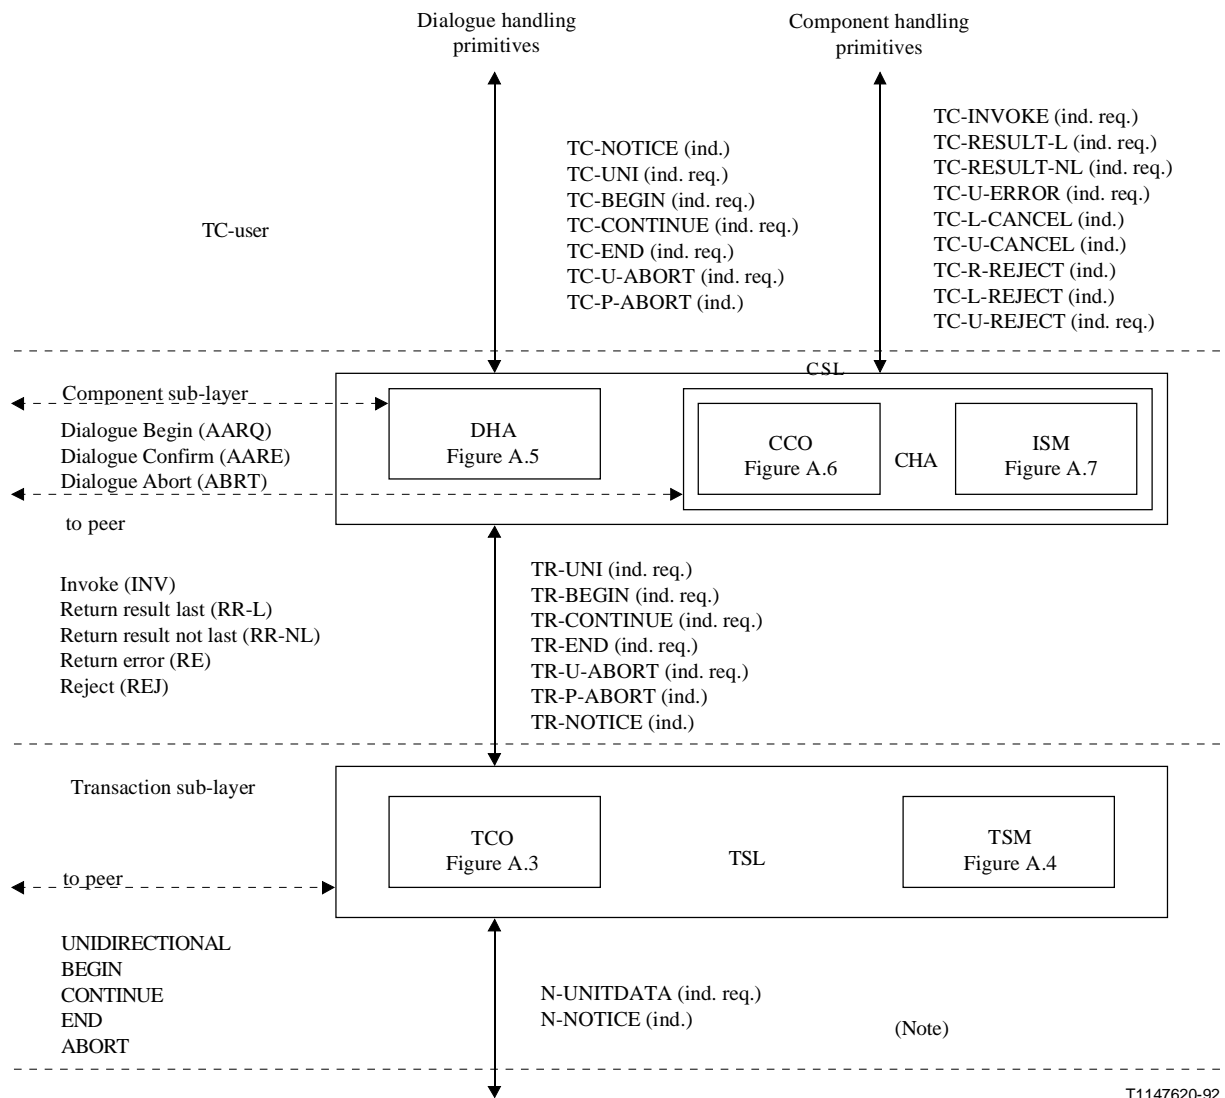 Dialogue handling
primitives
Component handling
primitives
TC-INVOKE (ind. req.)
TC-RESULT-L (ind. req.)
TC-RESULT-NL (ind. req.)
TC-U-ERROR (ind. req.)
TC-L-CANCEL (ind.)
TC-U-CANCEL (ind.)
TC-R-REJECT (ind.)
TC-L-REJECT (ind.)
TC-U-REJECT (ind. req.)
TC-NOTICE (ind.)
TC-UNI (ind. req.)
TC-BEGIN (ind. req.)
TC-CONTINUE (ind. req.)
TC-END (ind. req.)
TC-U-ABORT (ind. req.)
TC-P-ABORT (ind.)
TC-user
CSL
Component sub-layer
Dialogue Begin (AARQ)
Dialogue Confirm (AARE)
Dialogue Abort (ABRT)
to peer
DHA
Figure A.5
CCO
Figure A.6
CHA
ISM
Figure A.7
Invoke (INV)
Return result last (RR-L)
Return result not last (RR-NL)
Return error (RE)
Reject (REJ)
TR-UNI (ind. req.)
TR-BEGIN (ind. req.)
TR-CONTINUE (ind. req.)
TR-END (ind. req.)
TR-U-ABORT (ind. req.)
TR-P-ABORT (ind.)
TR-NOTICE (ind.)
Transaction sub-layer
TCO
Figure A.3
TSL
TSM
Figure A.4
to peer
UNIDIRECTIONAL
BEGIN
CONTINUE
END
ABORT
N-UNITDATA (ind. req.)
N-NOTICE (ind.)
(Note)
T1147620-92